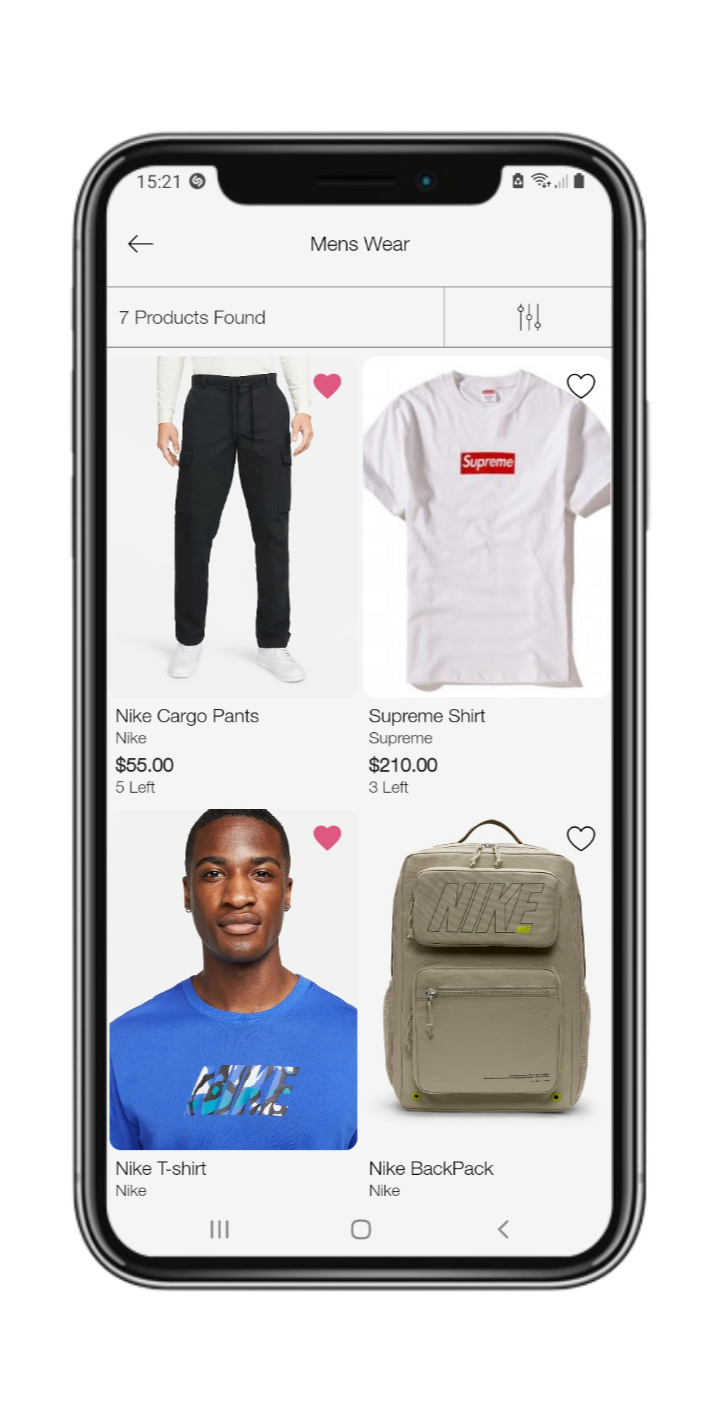 15:21
Mens Wear
7 Products Found
Supreme
Nike Cargo Pants
Nike
$55.00
5 Left
Supreme Shirt
Supreme
$210.00
3 Left
NIKE
NIKE
Nike T-shirt
Nike
Nike BackPack
Nike